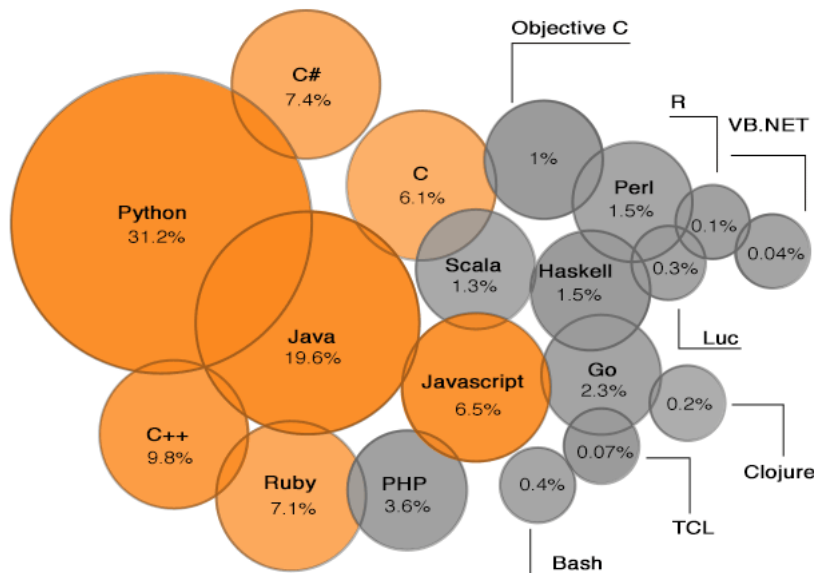 Objective C
C#
7.4%
R
VB.NET
C
6.1%
1%
Perl
1.5%
0.1%
0.04%
Python
31.2%
Scala
1.3%
Haskell
1.5%
0.3%
Luc
Java
19.6%
Javascript
6.5%
Go
2.3%
0.2%
Clojure
C++
9.8%
Ruby
7.1%
PHP
3.6%
0.4%
0.07%
TCL
Bash